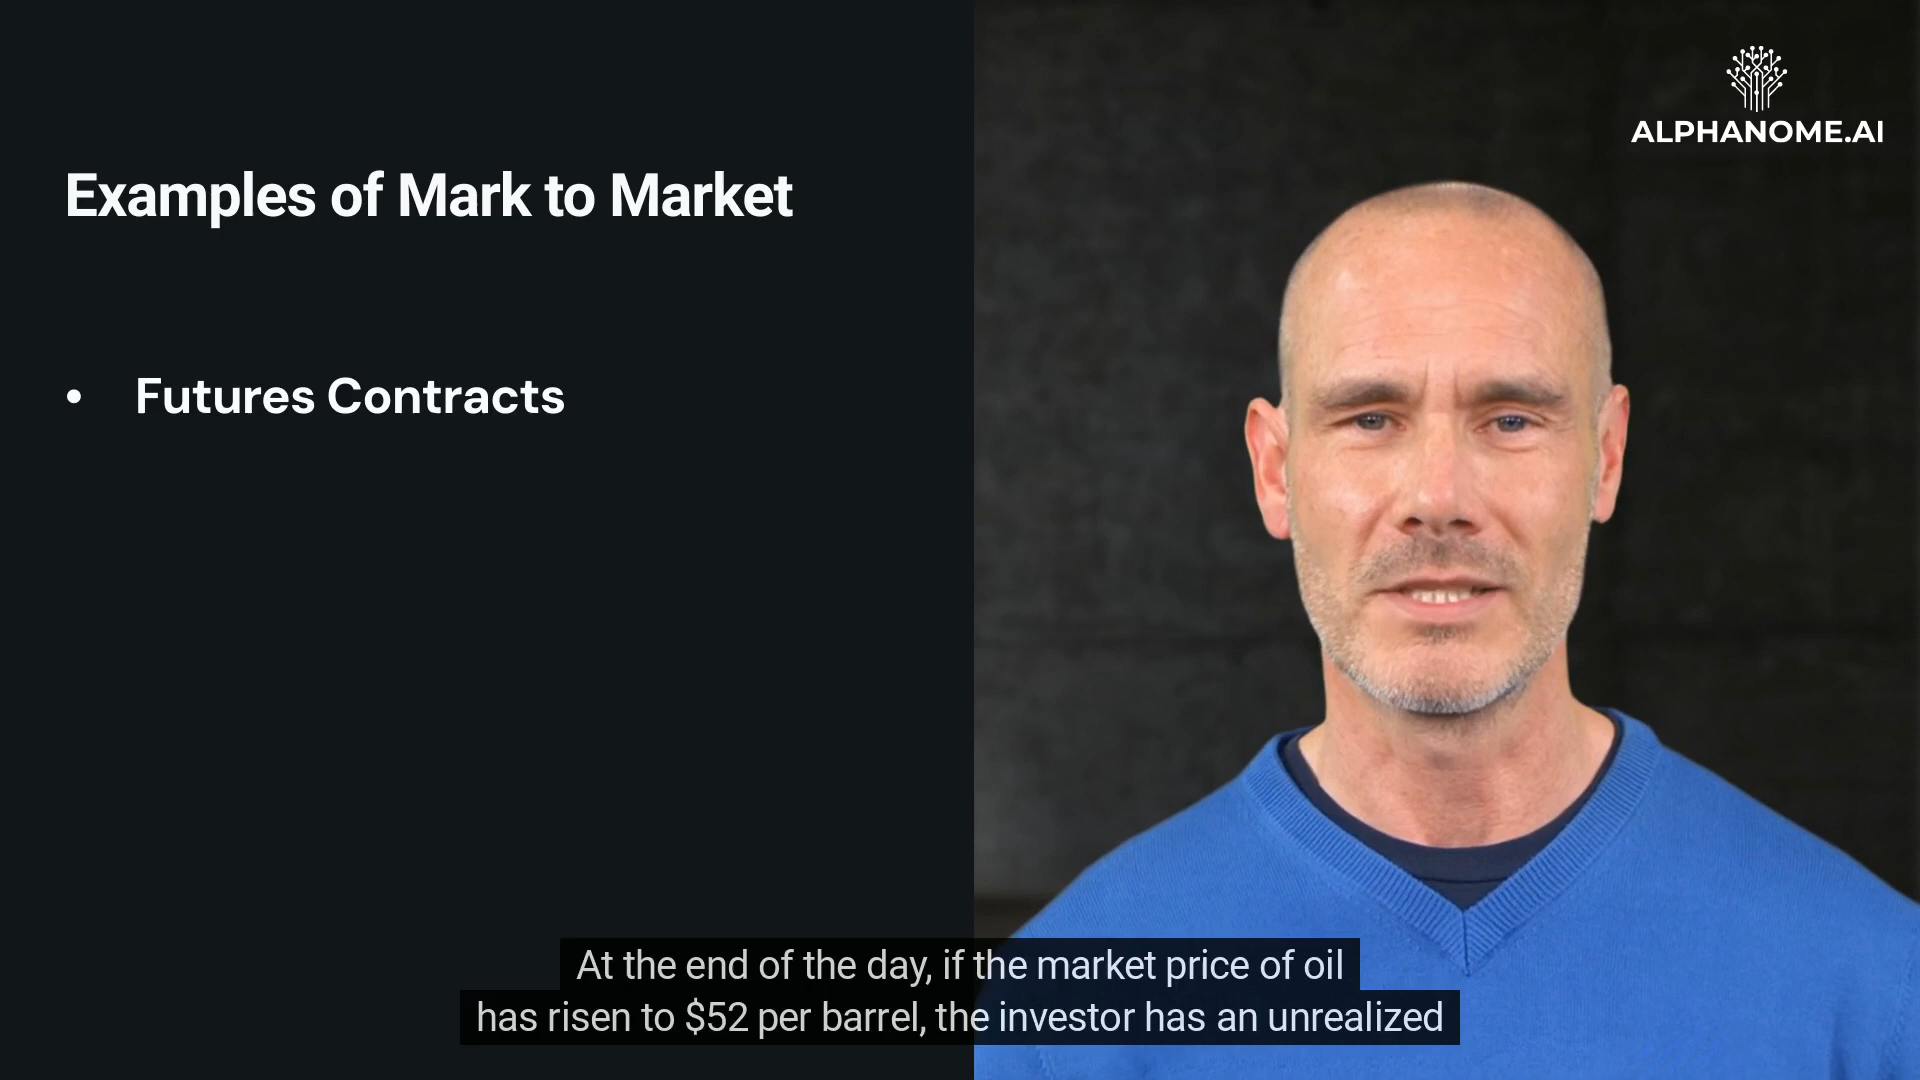 ALPHANOME.AI
Examples of Mark to Market
• Futures Contracts
At the end of the day, if the market price of oil
has risen to $52 per barrel, the investor has an unrealized